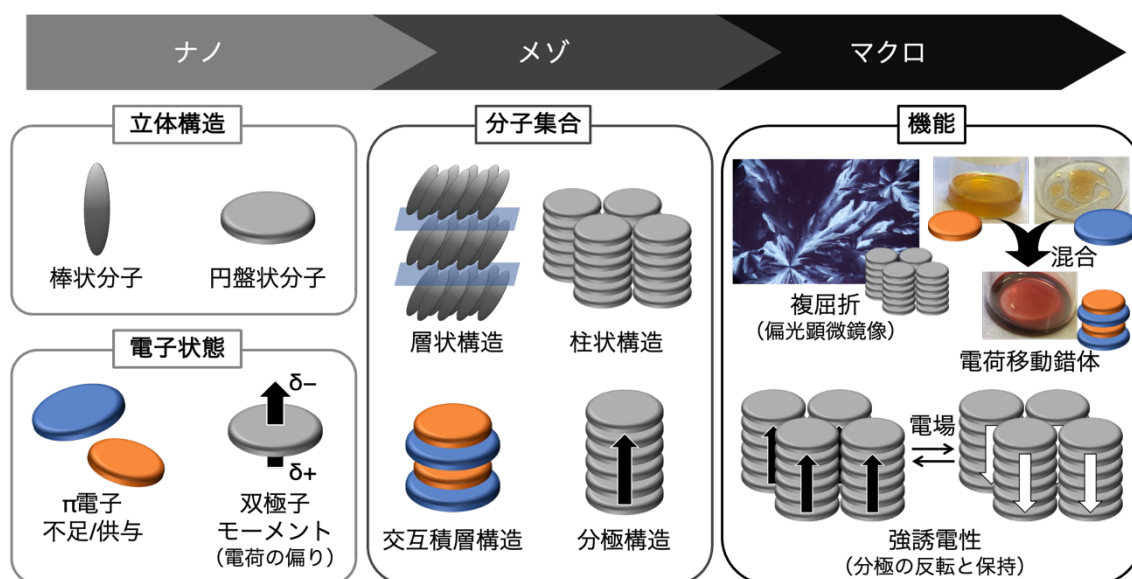 ナノ
メゾ
マクロ
立体構造
棒状分子
円盤状分子
電子状態
δ−
δ+
π電子
不足/供与
双極子
モーメント
（電荷の偏り）
分子集合
層状構造
柱状構造
交互積層構造
分極構造
機能
混合
複屈折
（偏光顕微鏡像）
電荷移動錯体
電場
強誘電性
（分極の反転と保持）